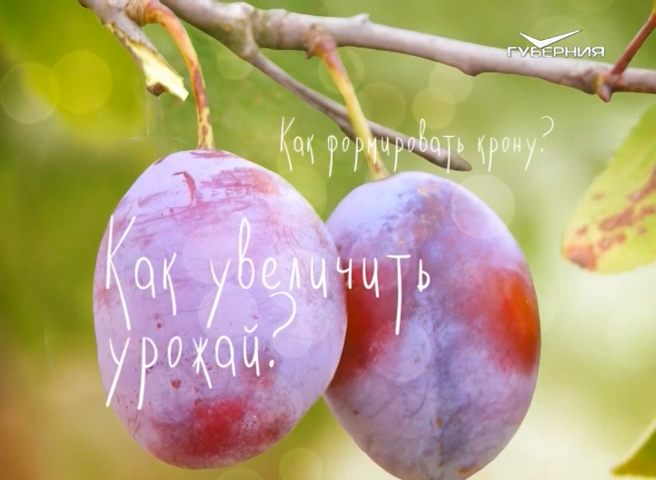 ГУБЕРНИЯ
Как формировать крону?
Как увеличить
урожай?